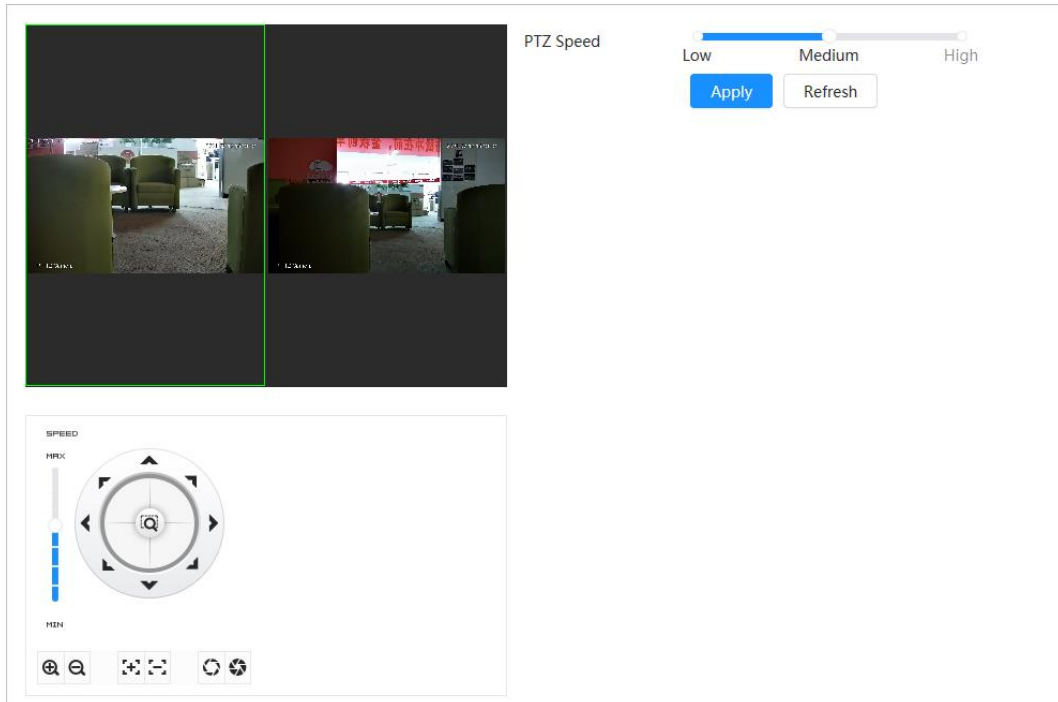 PTZ Speed
Low Medium High
Apply Refresh
SPEED
MAX
MIN